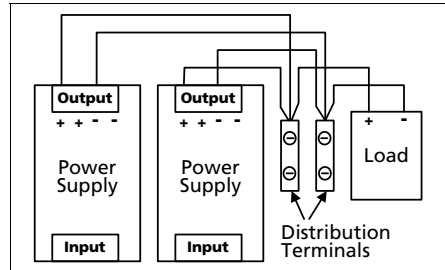 Output
+ + - -
Power
Supply
Input
Output
+ + - -
Power
Supply
Input
+ -
Load
Distribution
Terminals